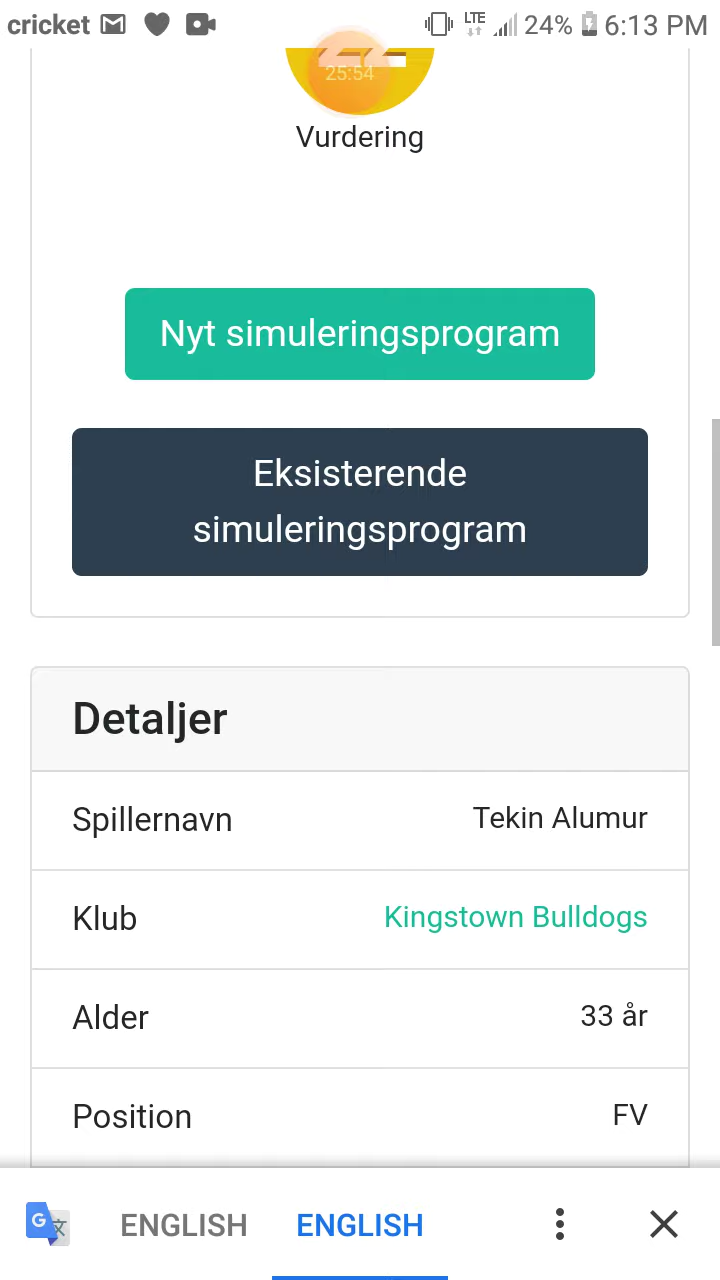 cricket LTE 24% 6:13 PM
25:54
Vurdering
Nyt simuleringsprogram
Eksisterende
simuleringsprogram
Detaljer
Spillernavn Tekin Alumur
Klub Kingstown Bulldogs
Alder 33 år
Position FV
G 文 ENGLISH ENGLISH